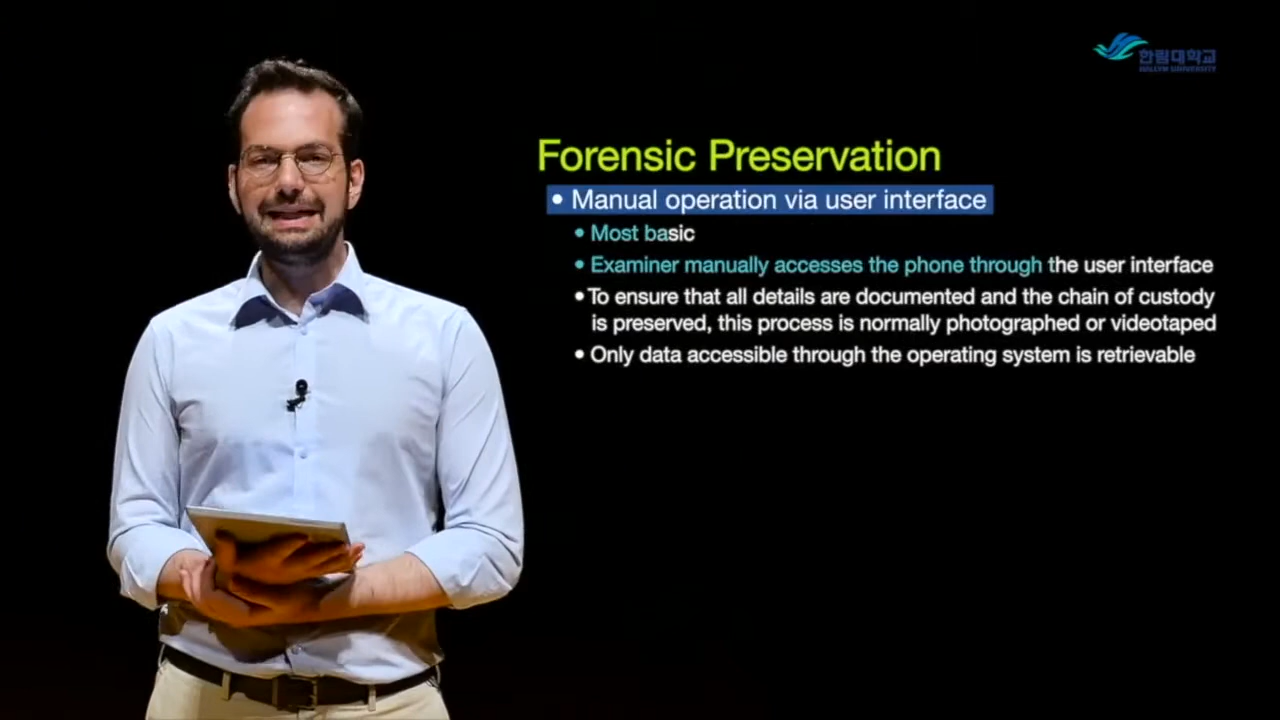 한림대학교
HALLYM UNIVERSITY
Forensic Preservation
• Manual operation via user interface
• Most basic
• Examiner manually accesses the phone through the user interface
• To ensure that all details are documented and the chain of custody
is preserved, this process is normally photographed or videotaped
• Only data accessible through the operating system is retrievable